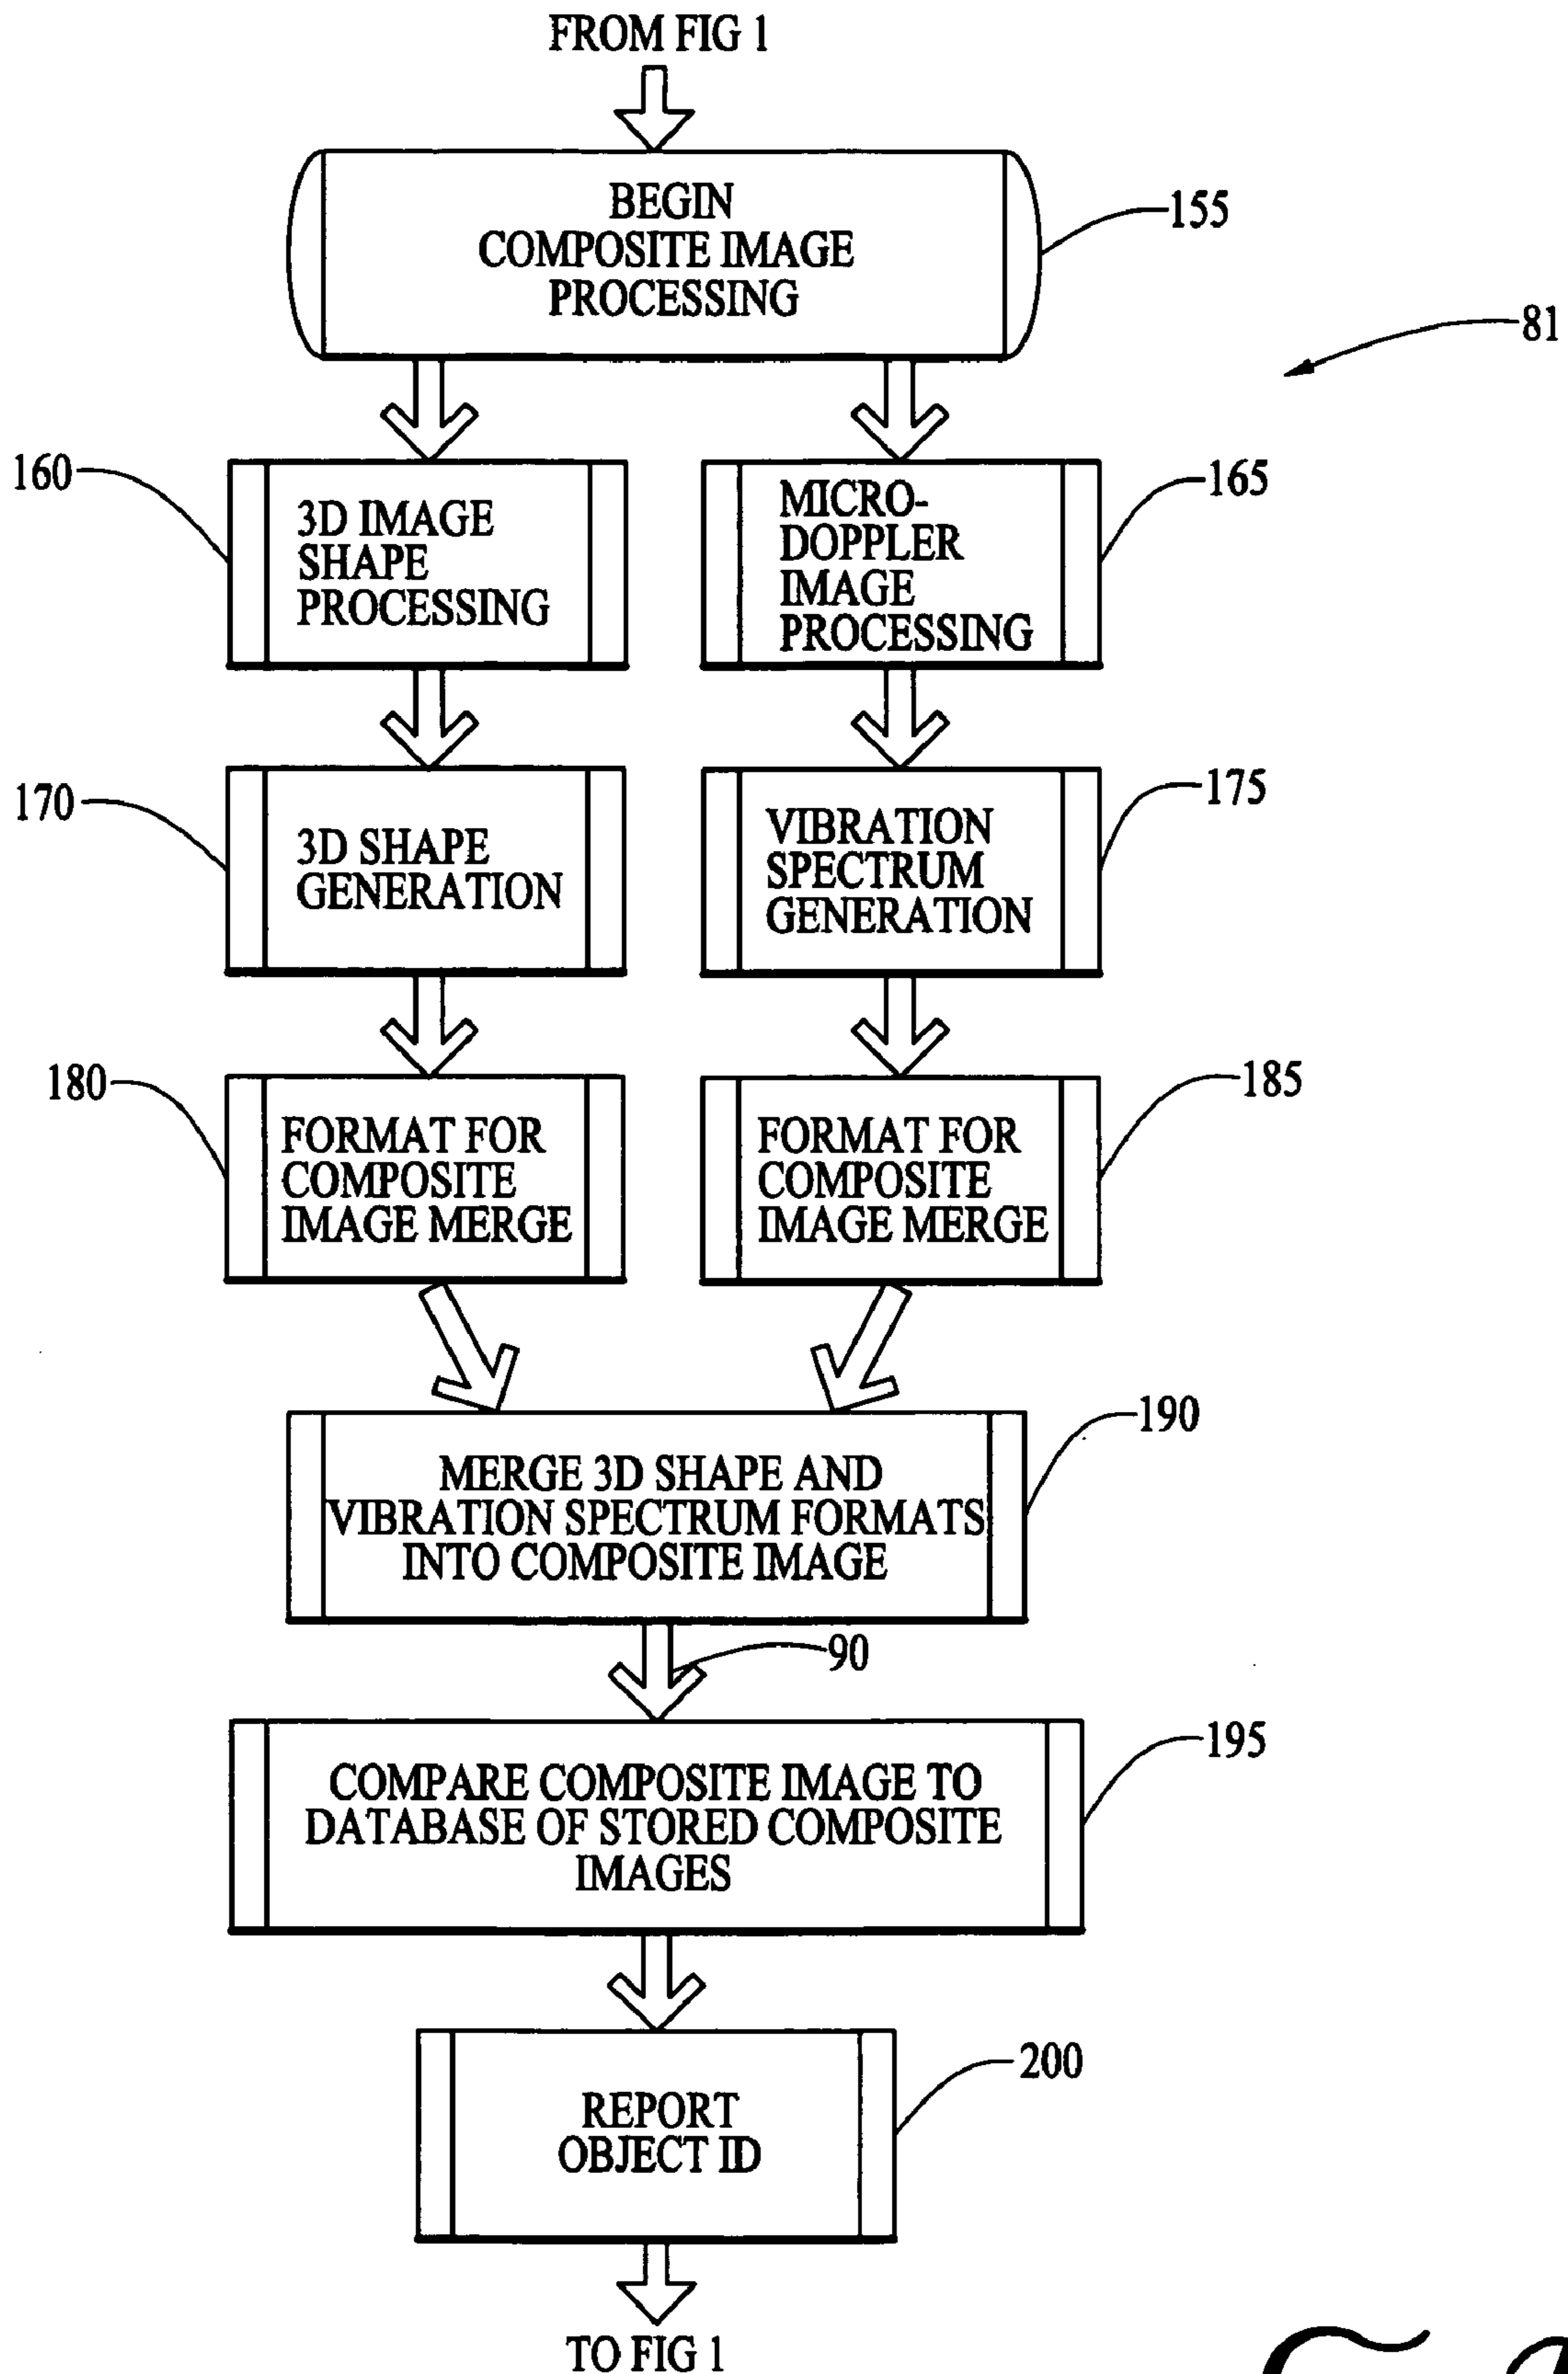 FROM FIG 1
BEGIN
COMPOSITE IMAGE
PROCESSING
155
81
160
3D IMAGE
SHAPE
PROCESSING
MICRO-
DOPPLER
IMAGE
PROCESSING
165
170
3D SHAPE
GENERATION
VIBRATION
SPECTRUM
GENERATION
175
180
FORMAT FOR
COMPOSITE
IMAGE MERGE
FORMAT FOR
COMPOSITE
IMAGE MERGE
185
MERGE 3D SHAPE AND
VIBRATION SPECTRUM FORMATS
INTO COMPOSITE IMAGE
190
90
COMPARE COMPOSITE IMAGE TO
DATABASE OF STORED COMPOSITE
IMAGES
195
REPORT
OBJECT ID
200
TO FIG 1